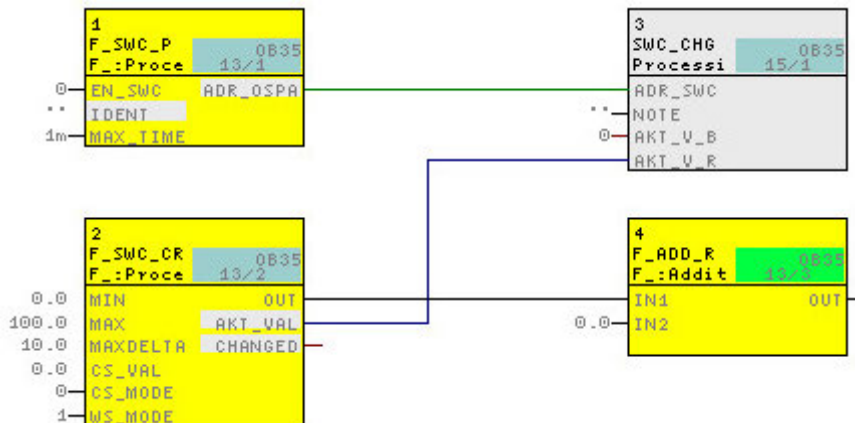 1
F_SWC_P OB35
F_:Proce 13/1
0 EN_SWC ADR_OSPA
.. IDENT
1m MAX_TIME
3
SWC_CHG OB35
Processi 15/1
ADR_SWC
.. NOTE
0 AKT_V_B
AKT_V_R
2
F_SWC_CR OB35
F_:Proce 13/2
0.0 MIN OUT
100.0 MAX AKT_VAL
10.0 MAXDELTA CHANGED
0.0 CS_VAL
0 CS_MODE
1 WS_MODE
4
F_ADD_R OB35
F_:Addit 13/3
IN1 OUT
0.0 IN2